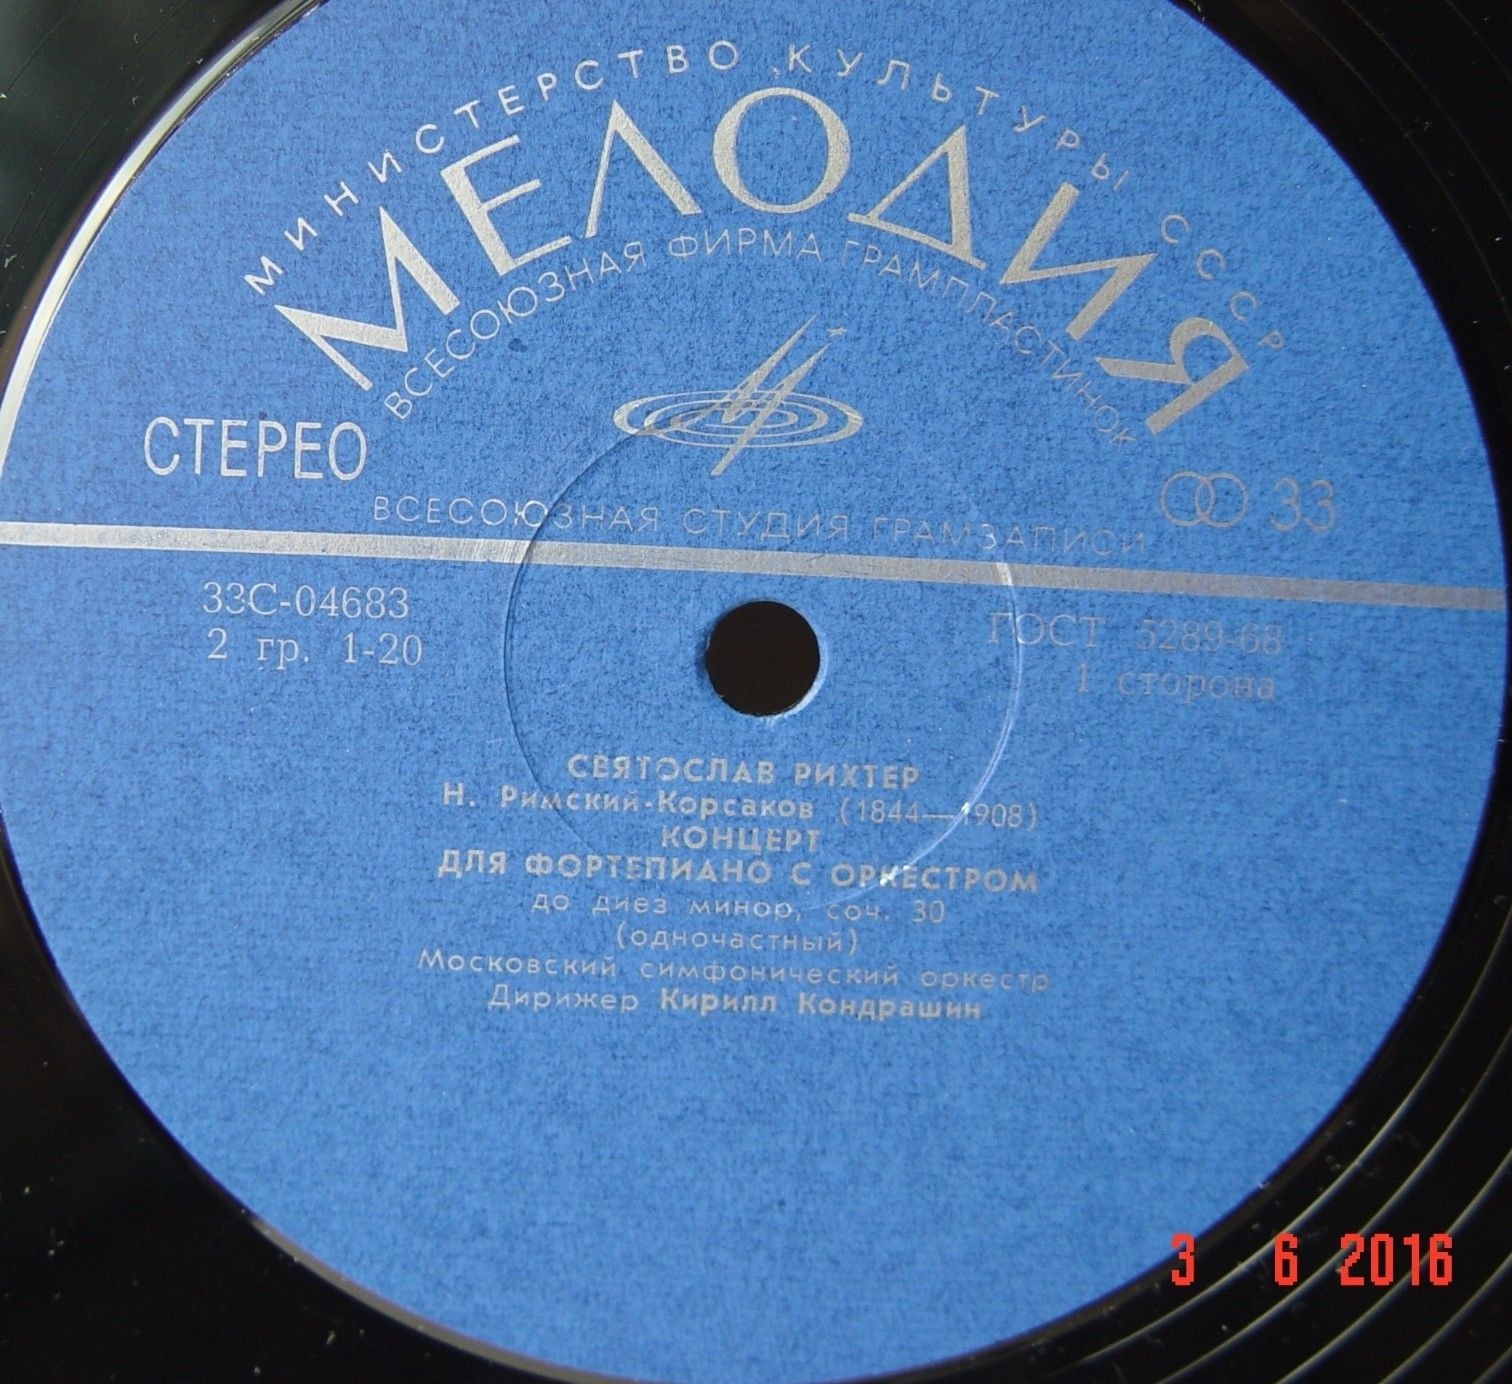 МИНИСТЕРСТВО КУЛЬТУРЫ СССР
МЕЛОДИЯ
ВСЕСОЮЗНАЯ ФИРМА ГРАМПЛАСТИНОК
СТЕРЕО
33
ВСЕСОЮЗНАЯ СТУДИЯ ГРАМЗАПИСИ
33С-04683
ГОСТ 5289-68
2 гр. 1-20
1 сторона
СВЯТОСЛАВ РИХТЕР
Н. Римский-Корсаков (1844—1908)
КОНЦЕРТ
ДЛЯ ФОРТЕПИАНО С ОРКЕСТРОМ
до диез минор, соч. 30
(одночастный)
Московский симфонический оркестр
Дирижер Кирилл Кондрашин
3 6 2016